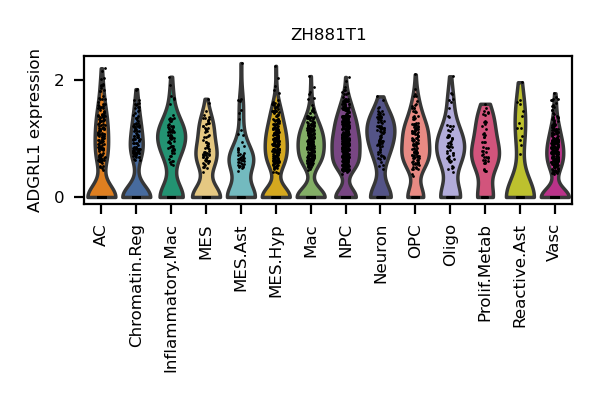 ZH881T1
ADGRL1 expression
2
0
AC
Chromatin.Reg
Inflammatory.Mac
MES
MES.Ast
MES.Hyp
Mac
NPC
Neuron
OPC
Oligo
Prolif.Metab
Reactive.Ast
Vasc